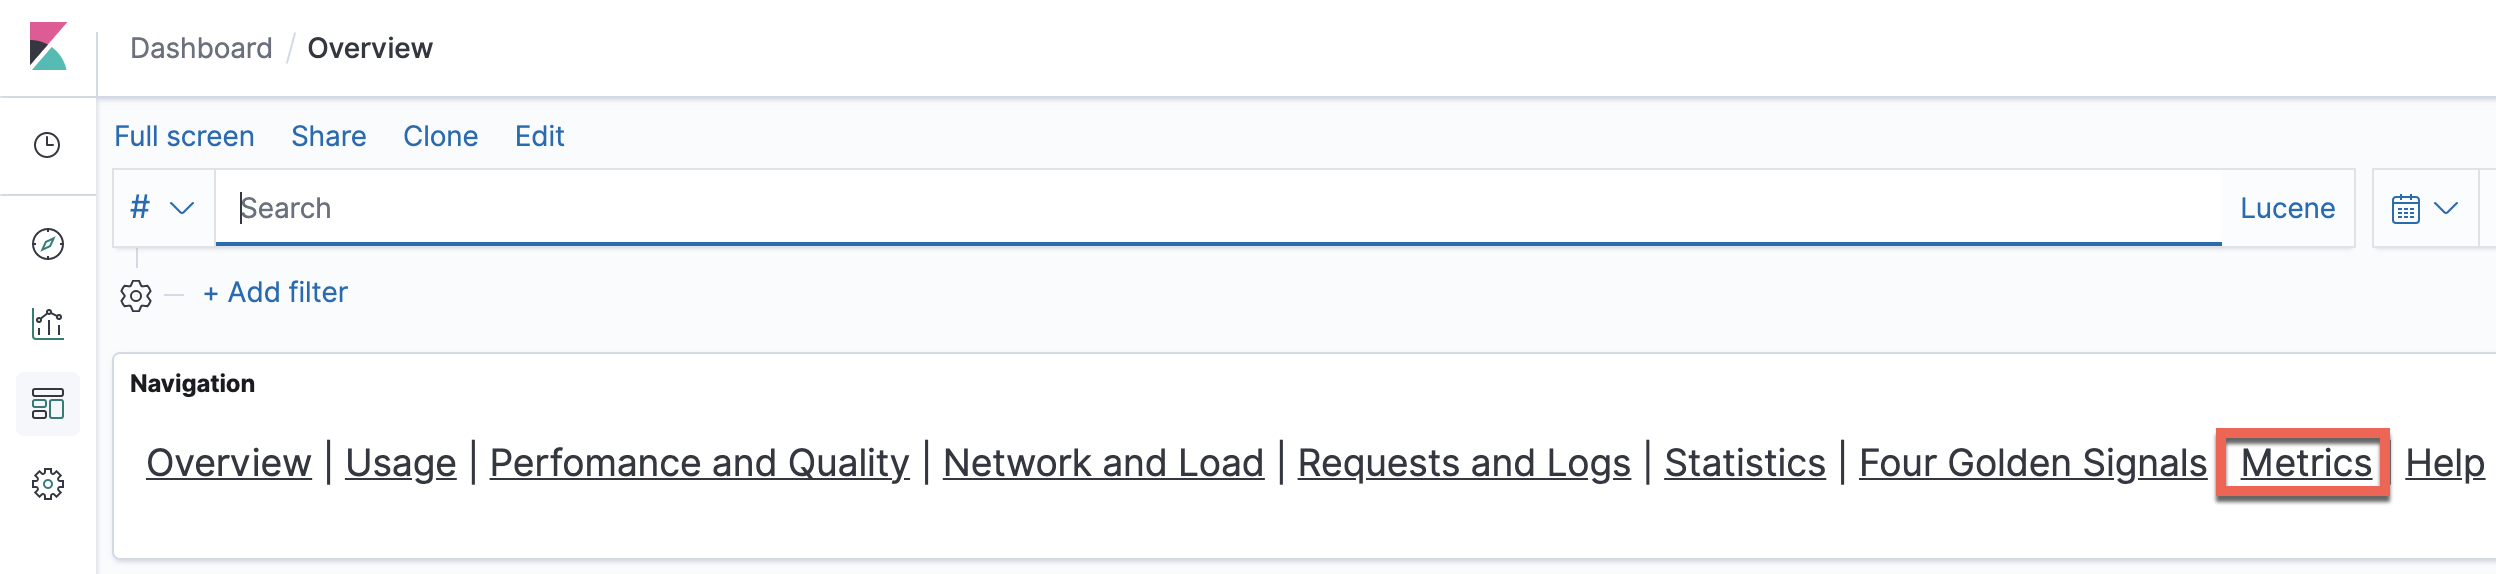 Dashboard / Overview
Full screen Share Clone Edit
# Search Lucene
+ Add filter
Navigation
Overview | Usage | Perfomance and Quality | Network and Load | Requests and Logs | Statistics | Four Golden Signals Metrics | Help